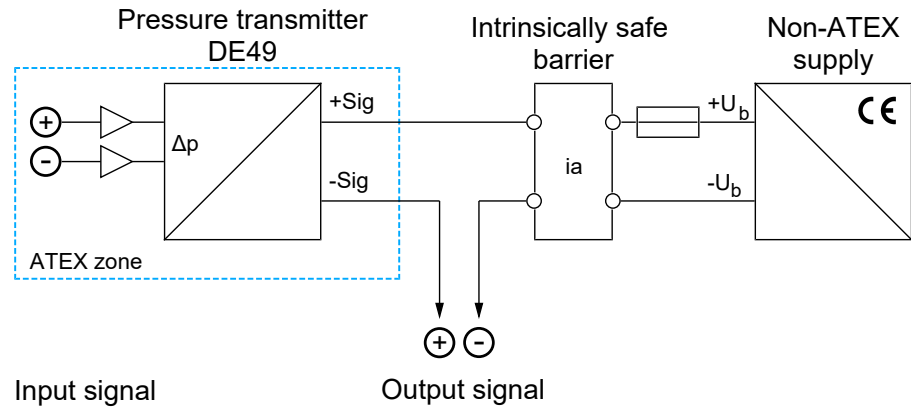 Pressure transmitter
DE49
Intrinsically safe
barrier
Non-ATEX
supply
+Sig
-Sig
Δp
+
-
ATEX zone
ia
+Ub
-Ub
CE
+ -
Input signal
Output signal